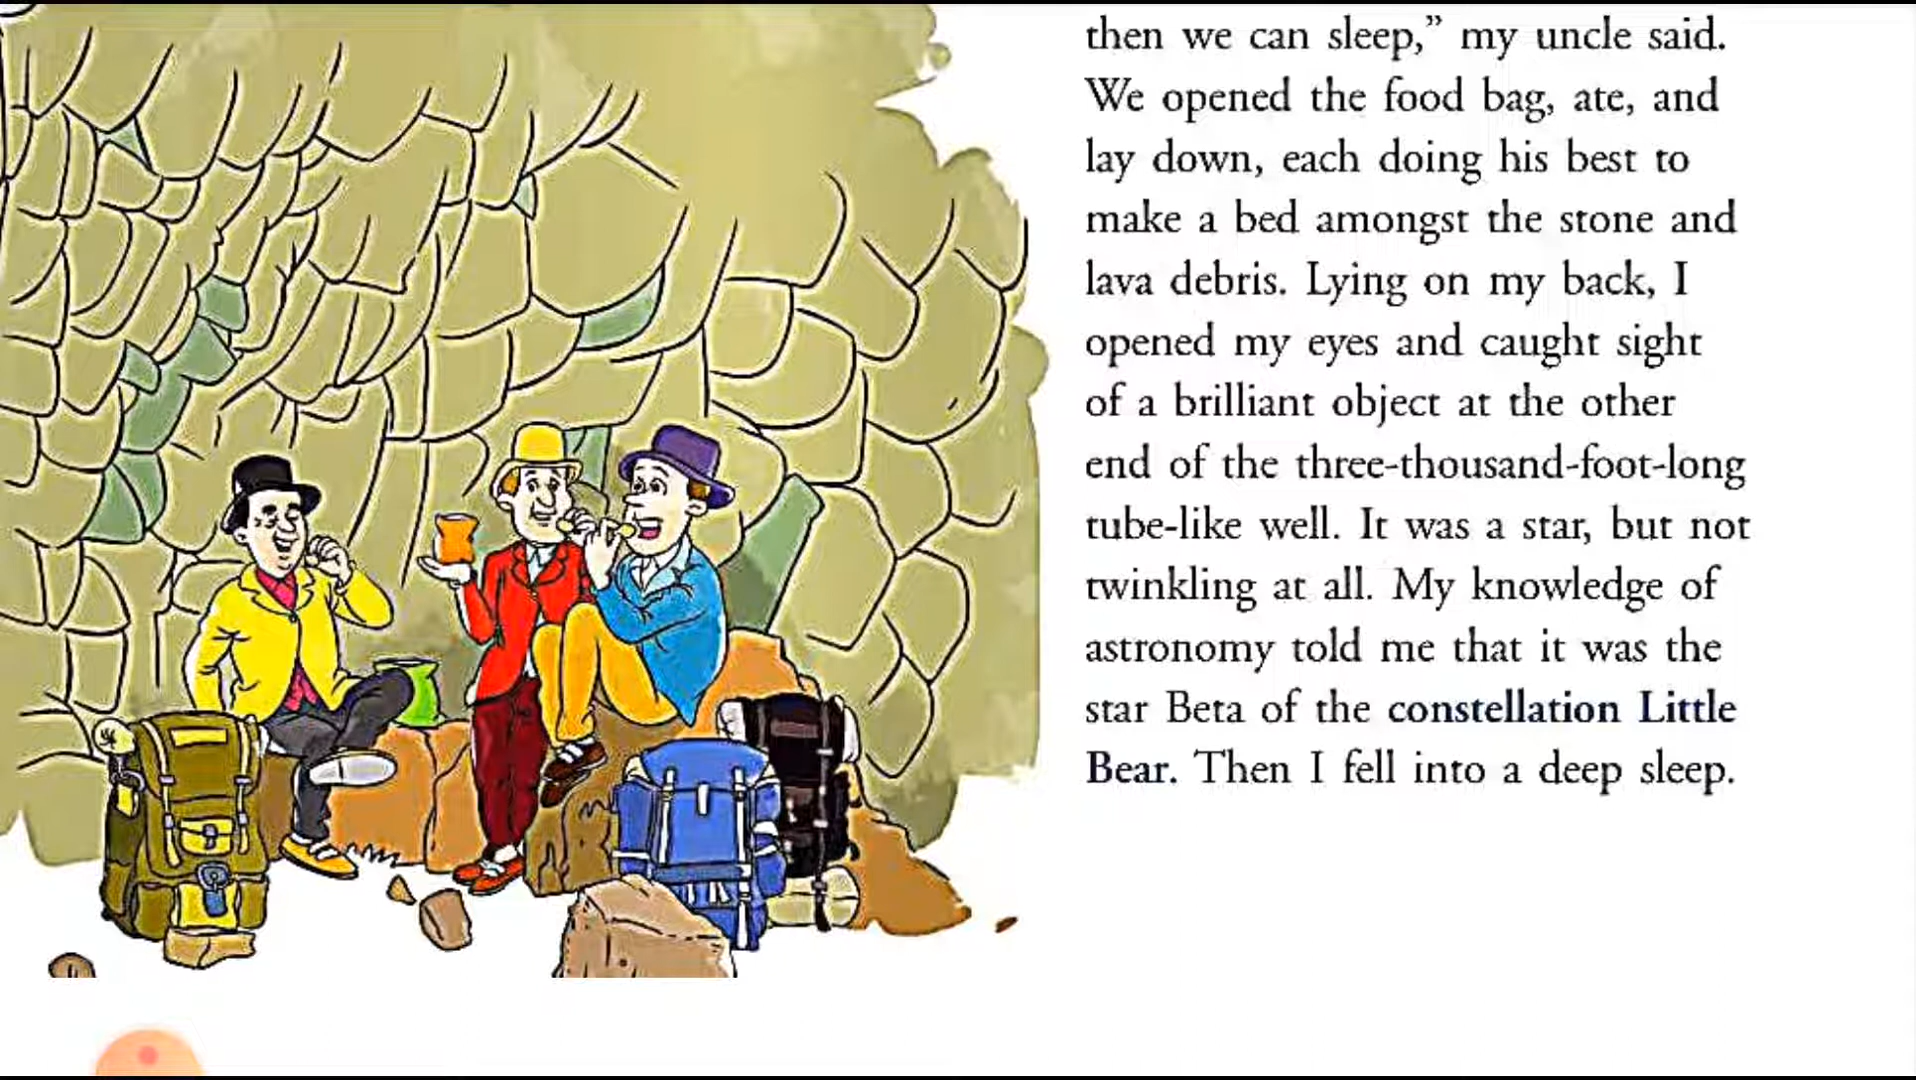 then we can sleep,” my uncle said.
We opened the food bag, ate, and
lay down, each doing his best to
make a bed amongst the stone and
lava debris. Lying on my back, I
opened my eyes and caught sight
of a brilliant object at the other
end of the three-thousand-foot-long
tube-like well. It was a star, but not
twinkling at all. My knowledge of
astronomy told me that it was the
star Beta of the constellation Little
Bear. Then I fell into a deep sleep.